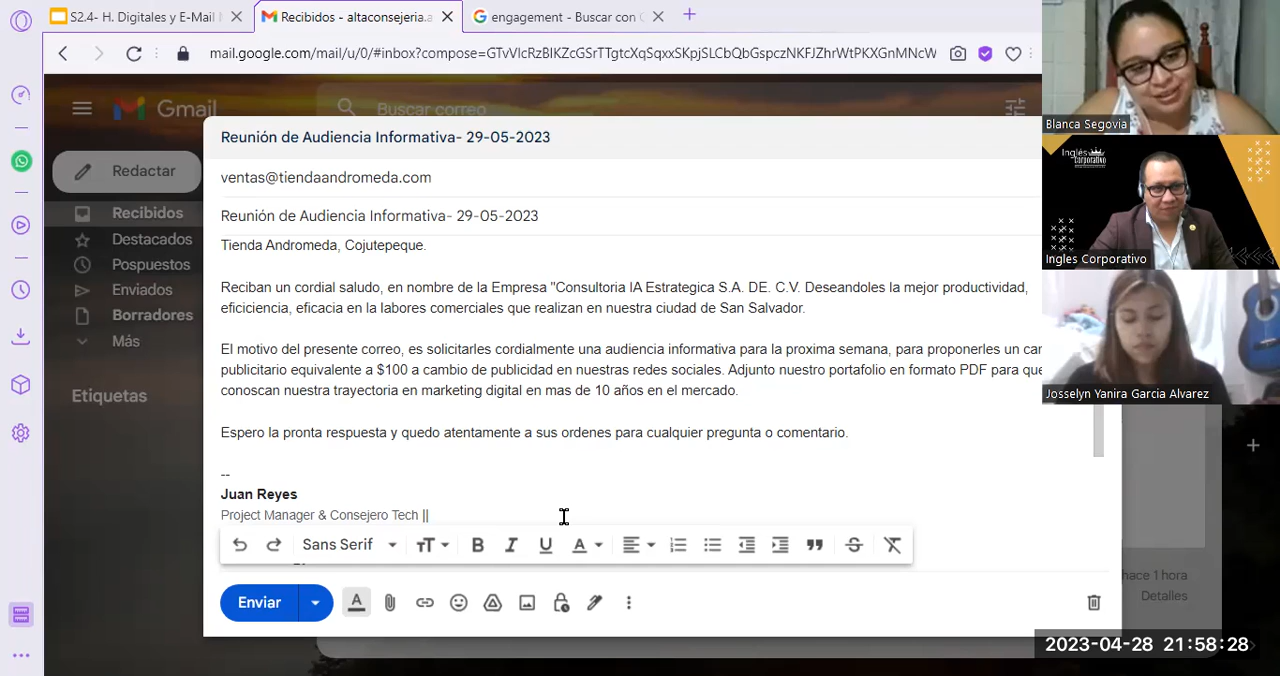 S2.4- H. Digitales y E-Mail
Recibidos - altaconsejeria.a
engagement - Buscar con
mail.google.com/mail/u/0/#inbox?compose=GTvVlcRzBlKZcGSrTTgtcXqSqxxSKpjSLCbQbGspczNKFJZhrWtPKXGnMNcW
Gmail
Buscar correo
Redactar
Recibidos
Destacados
Pospuestos
Enviados
Borradores
Más
Etiquetas
Reunión de Audiencia Informativa- 29-05-2023
ventas@tiendaandromeda.com
Reunión de Audiencia Informativa- 29-05-2023
Tienda Andromeda, Cojutepeque.
Reciban un cordial saludo, en nombre de la Empresa "Consultoria IA Estrategica S.A. DE. C.V. Deseandoles la mejor productividad,
eficiciencia, eficacia en la labores comerciales que realizan en nuestra ciudad de San Salvador.
El motivo del presente correo, es solicitarles cordialmente una audiencia informativa para la proxima semana, para proponerles un can
publicitario equivalente a $100 a cambio de publicidad en nuestras redes sociales. Adjunto nuestro portafolio en formato PDF para que
conoscan nuestra trayectoria en marketing digital en mas de 10 años en el mercado.
Espero la pronta respuesta y quedo atentamente a sus ordenes para cualquier pregunta o comentario.
--
Juan Reyes
Project Manager & Consejero Tech ||
Sans Serif
Enviar
hace 1 hora
Detalles
Blanca Segovia
Inglés
Corporativo
Ingles Corporativo
Josselyn Yanira Garcia Alvarez
2023-04-28 21:58:28